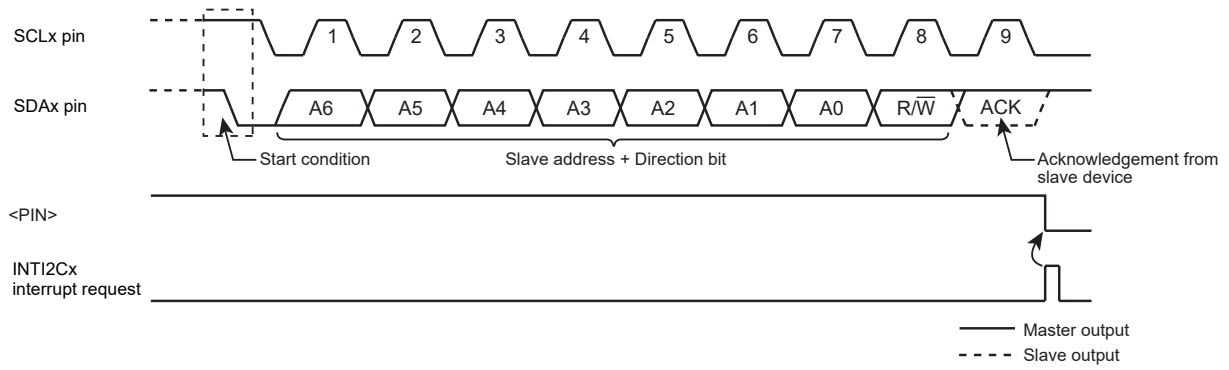 SCLx pin
1 2 3 4 5 6 7 8 9
SDAx pin
A6 A5 A4 A3 A2 A1 A0 R/W̅ ACK
Start condition
Slave address + Direction bit
Acknowledgement from
slave device
<PIN>
INTI2Cx
interrupt request
Master output
Slave output